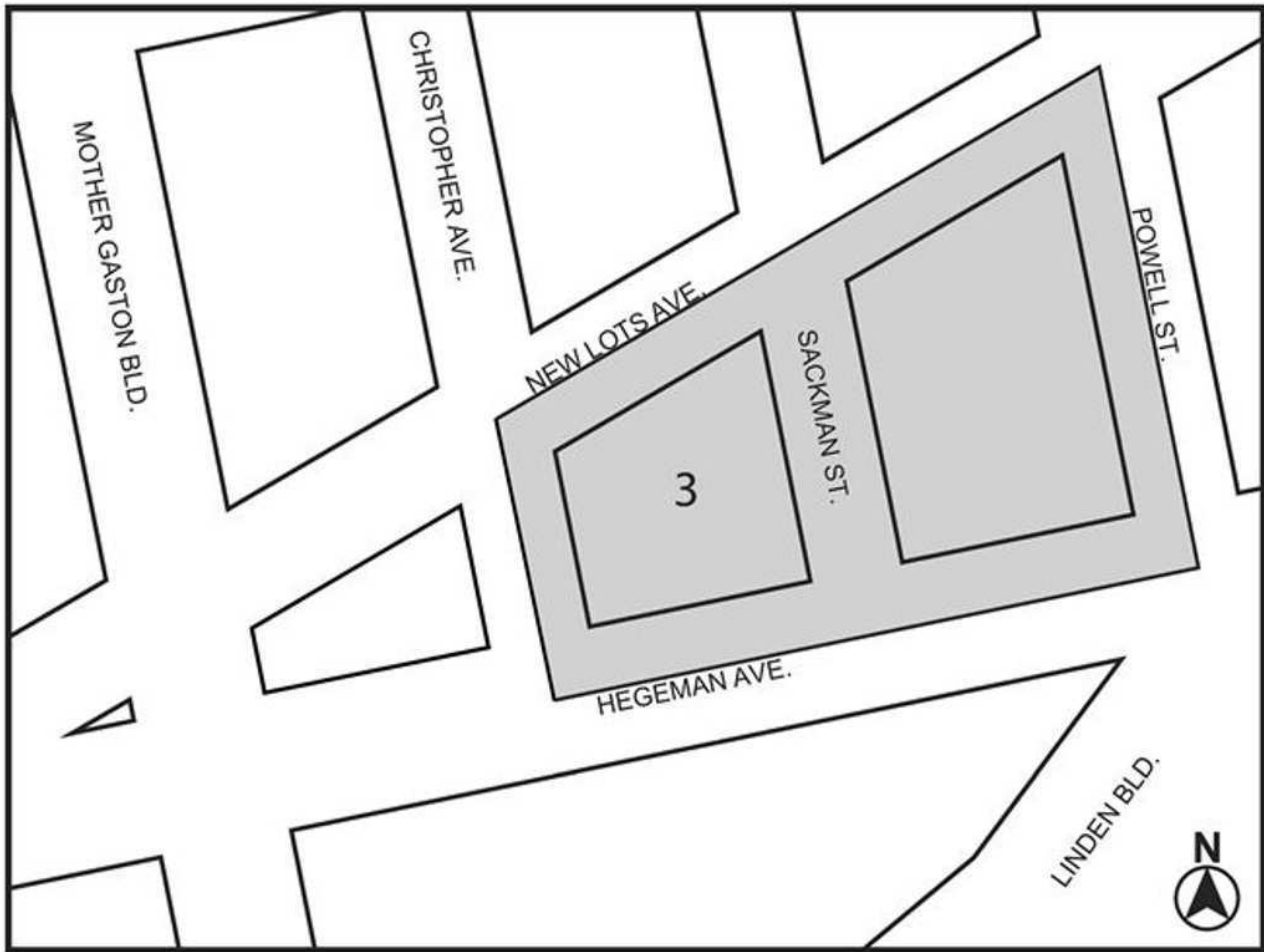 CHRISTOPHER AVE.
MOTHER GASTON BLD.
POWELL ST.
NEW LOTS AVE.
SACKMAN ST.
3
HEGEMAN AVE.
LINDEN BLD.
N